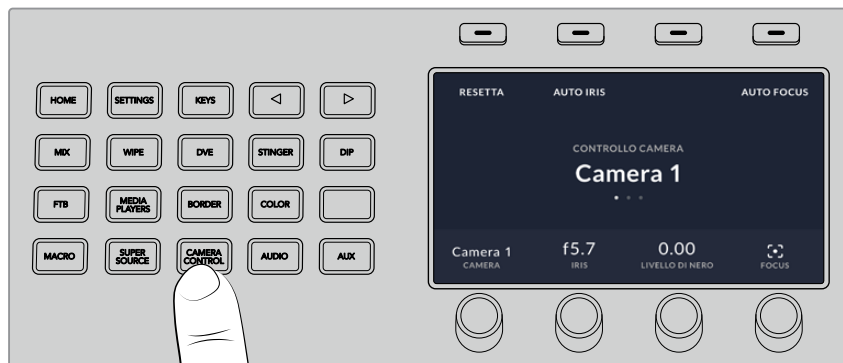 HOME SETTINGS KEYS
MIX WIPE DVE STINGER DIP
FTB MEDIA PLAYERS BORDER COLOR
MACRO SUPER SOURCE CAMERA CONTROL AUDIO AUX
RESETTA AUTO IRIS AUTO FOCUS
CONTROLLO CAMERA
Camera 1
Camera 1 f5.7 0.00
CAMERA IRIS LIVELLO DI NERO FOCUS